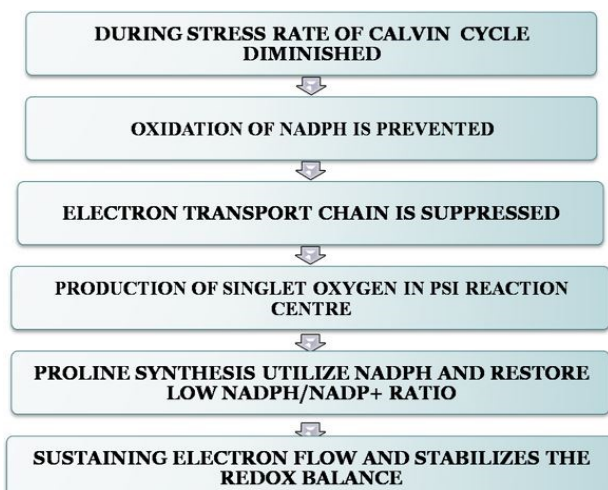 DURING STRESS RATE OF CALVIN CYCLE
DIMINISHED
OXIDATION OF NADPH IS PREVENTED
ELECTRON TRANSPORT CHAIN IS SUPPRESSED
PRODUCTION OF SINGLET OXYGEN IN PSI REACTION
CENTRE
PROLINE SYNTHESIS UTILIZE NADPH AND RESTORE
LOW NADPH/NADP+ RATIO
SUSTAINING ELECTRON FLOW AND STABILIZES THE
REDOX BALANCE